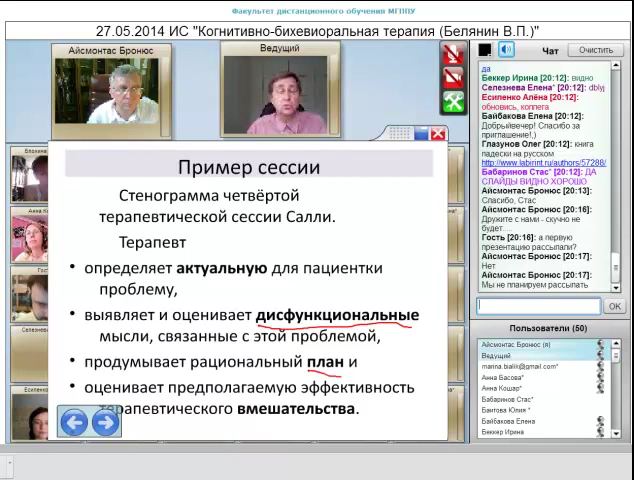 Факультет дистанционного обучения МГППУ
27.05.2014 ИС "Когнитивно-бихевиоральная терапия (Белянин В.П.)"
Айсмонтас Бронюс
Ведущий
Пример сессии
Стенограмма четвёртой
терапевтической сессии Салли.
Терапевт
• определяет актуальную для пациентки
проблему,
• выявляет и оценивает дисфункциональные
мысли, связанные с этой проблемой,
• продумывает рациональный план и
• оценивает предполагаемую эффективность
терапевтического вмешательства.
Чат
Очистить
да
Беккер Ирина [20:12]: видно
Селезнева Елена* [20:12]: dblyj
Есипенко Алёна [20:12]:
обновись, коллега
Байбакова Елена [20:12]:
Добрыйвечер! Спасибо за
приглашение!,)
Глазунов Олег [20:12]: книга
падески на русском
http://www.labirint.ru/authors/57288/
Бабаринов Стас* [20:12]: ДА
СЛАЙДЫ ВИДНО ХОРОШО
Айсмонтас Бронюс [20:13]:
Спасибо, Стас
Айсмонтас Бронюс [20:16]:
Дружите с нами - скучно не
будет....
Гость [20:16]: а первую
презентацию рассылали?
Айсмонтас Бронюс [20:17]:
Нет
Айсмонтас Бронюс [20:17]:
Мы не планируем рассылать
OK
Пользователи (50)
Айсмонтас Бронюс (я)
Ведущий
marina.bialik@gmail.com*
Анна Басова*
Анна Кошар*
Бабаринов Стас*
Баитова Юлия *
Байбакова Елена
Беккер Ирина